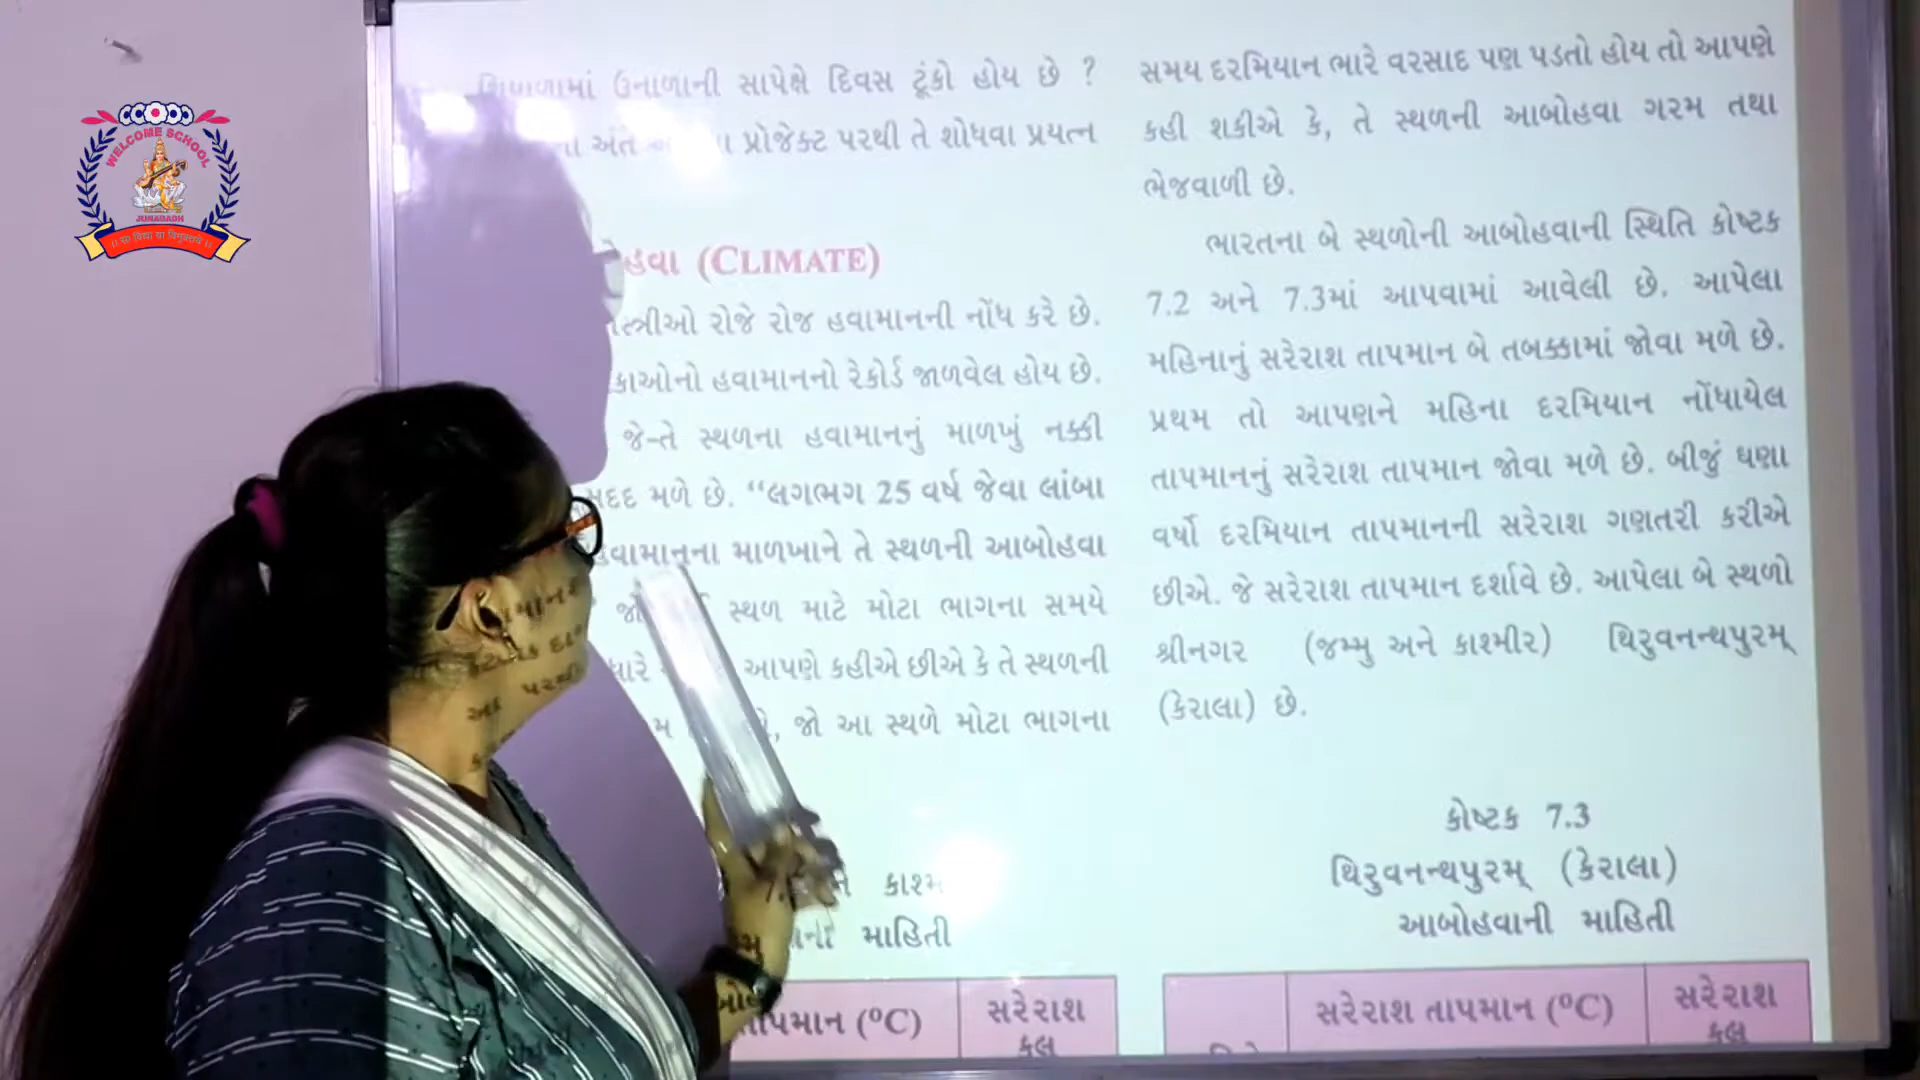 WELCOME SCHOOL
JUNAGADH
ઉનાળાની સાપેક્ષે દિવસ ટૂંકો હોય છે ?
પ્રોજેક્ટ પરથી તે શોધવા પ્રયત્ન
(CLIMATE)
રોજે રોજ હવામાનની નોંધ કરે છે.
હવામાનનો રેકોર્ડ જાળવેલ હોય છે.
જે-તે સ્થળના હવામાનનું માળખું નક્કી
મદદ મળે છે. “લગભગ 25 વર્ષ જેવા લાંબા
હવામાનના માળખાને તે સ્થળની આબોહવા
સ્થળ માટે મોટા ભાગના સમયે
આપણે કહીએ છીએ કે તે સ્થળની
જો આ સ્થળે મોટા ભાગના
માહિતી
તાપમાન (⁰C)
સરેરાશ
સમય દરમિયાન ભારે વરસાદ પણ પડતો હોય તો આપણે
કહી શકીએ કે, તે સ્થળની આબોહવા ગરમ તથા
ભેજવાળી છે.
ભારતના બે સ્થળોની આબોહવાની સ્થિતિ કોષ્ટક
7.2 અને 7.3માં આપવામાં આવેલી છે. આપેલા
મહિનાનું સરેરાશ તાપમાન બે તબક્કામાં જોવા મળે છે.
પ્રથમ તો આપણને મહિના દરમિયાન નોંધાયેલ
તાપમાનનું સરેરાશ તાપમાન જોવા મળે છે. બીજું ઘણા
વર્ષો દરમિયાન તાપમાનની સરેરાશ ગણતરી કરીએ
છીએ. જે સરેરાશ તાપમાન દર્શાવે છે. આપેલા બે સ્થળો
શ્રીનગર (જમ્મુ અને કાશ્મીર) થિરુવનન્થપુરમ્
(કેરાલા) છે.
કોષ્ટક 7.3
થિરુવનન્થપુરમ્ (કેરાલા)
આબોહવાની માહિતી
સરેરાશ તાપમાન (⁰C)
સરેરાશ